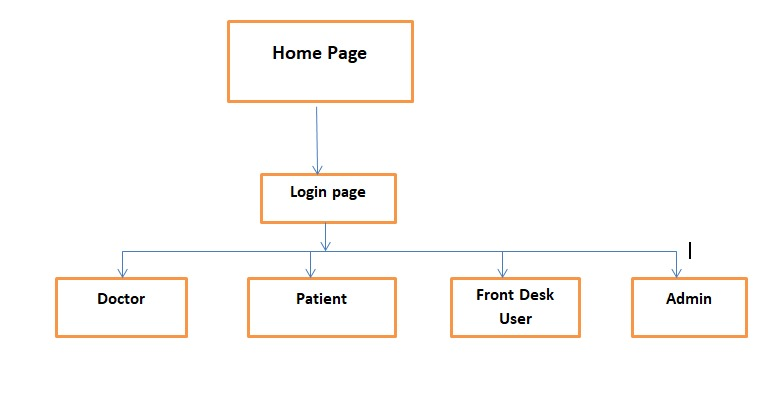 Home Page
Login page
Doctor
Patient
Front Desk
User
Admin